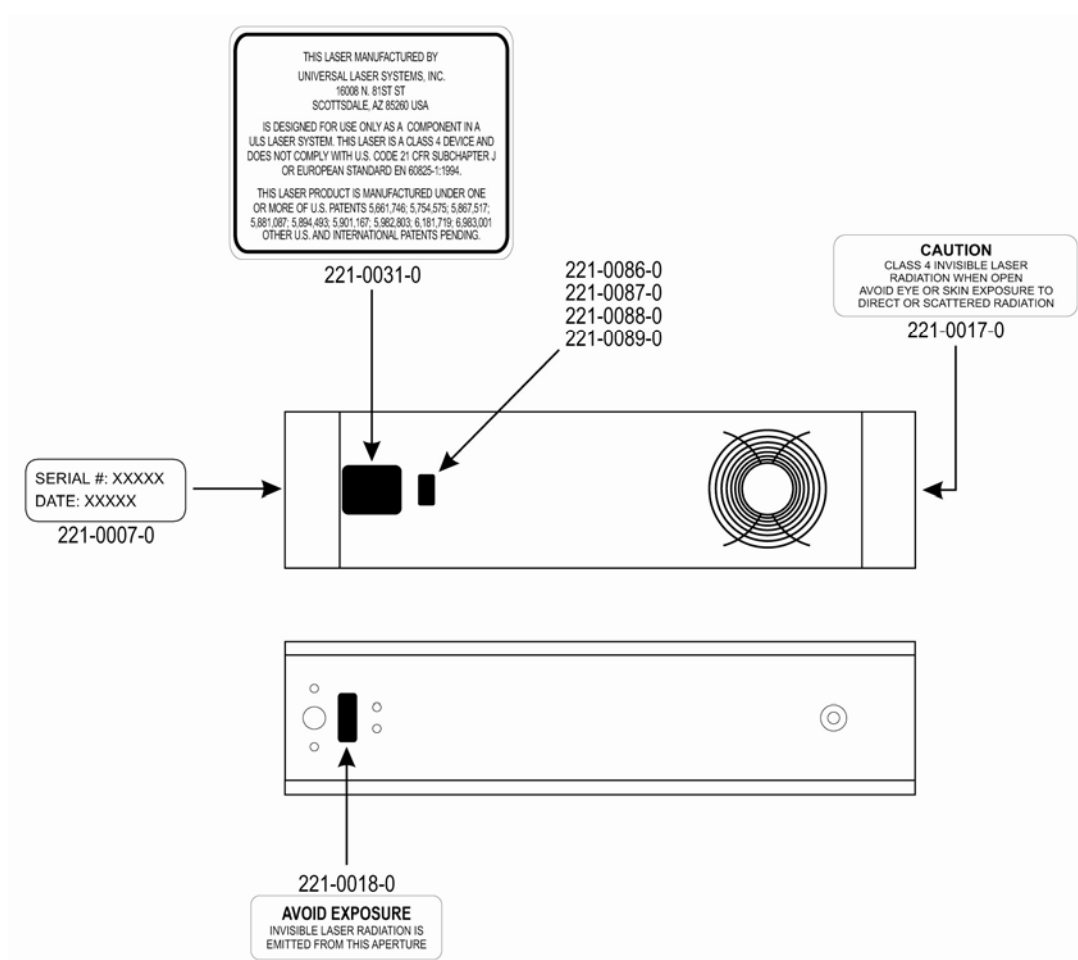 THIS LASER MANUFACTURED BY
UNIVERSAL LASER SYSTEMS, INC.
16008 N. 81ST ST
SCOTTSDALE, AZ 85260 USA
IS DESIGNED FOR USE ONLY AS A COMPONENT IN A
ULS LASER SYSTEM. THIS LASER IS A CLASS 4 DEVICE AND
DOES NOT COMPLY WITH U.S. CODE 21 CFR SUBCHAPTER J
OR EUROPEAN STANDARD EN 60825-1:1994.
THIS LASER PRODUCT IS MANUFACTURED UNDER ONE
OR MORE OF U.S. PATENTS 5,661,746; 5,754,575; 5,867,517;
5,881,087; 5,894,493; 5,901,167; 5,982,803; 6,181,719; 6,983,001
OTHER U.S. AND INTERNATIONAL PATENTS PENDING.
221-0031-0
221-0086-0
221-0087-0
221-0088-0
221-0089-0
CAUTION
CLASS 4 INVISIBLE LASER
RADIATION WHEN OPEN
AVOID EYE OR SKIN EXPOSURE TO
DIRECT OR SCATTERED RADIATION
221-0017-0
SERIAL #: XXXXX
DATE: XXXXX
221-0007-0
221-0018-0
AVOID EXPOSURE
INVISIBLE LASER RADIATION IS
EMITTED FROM THIS APERTURE